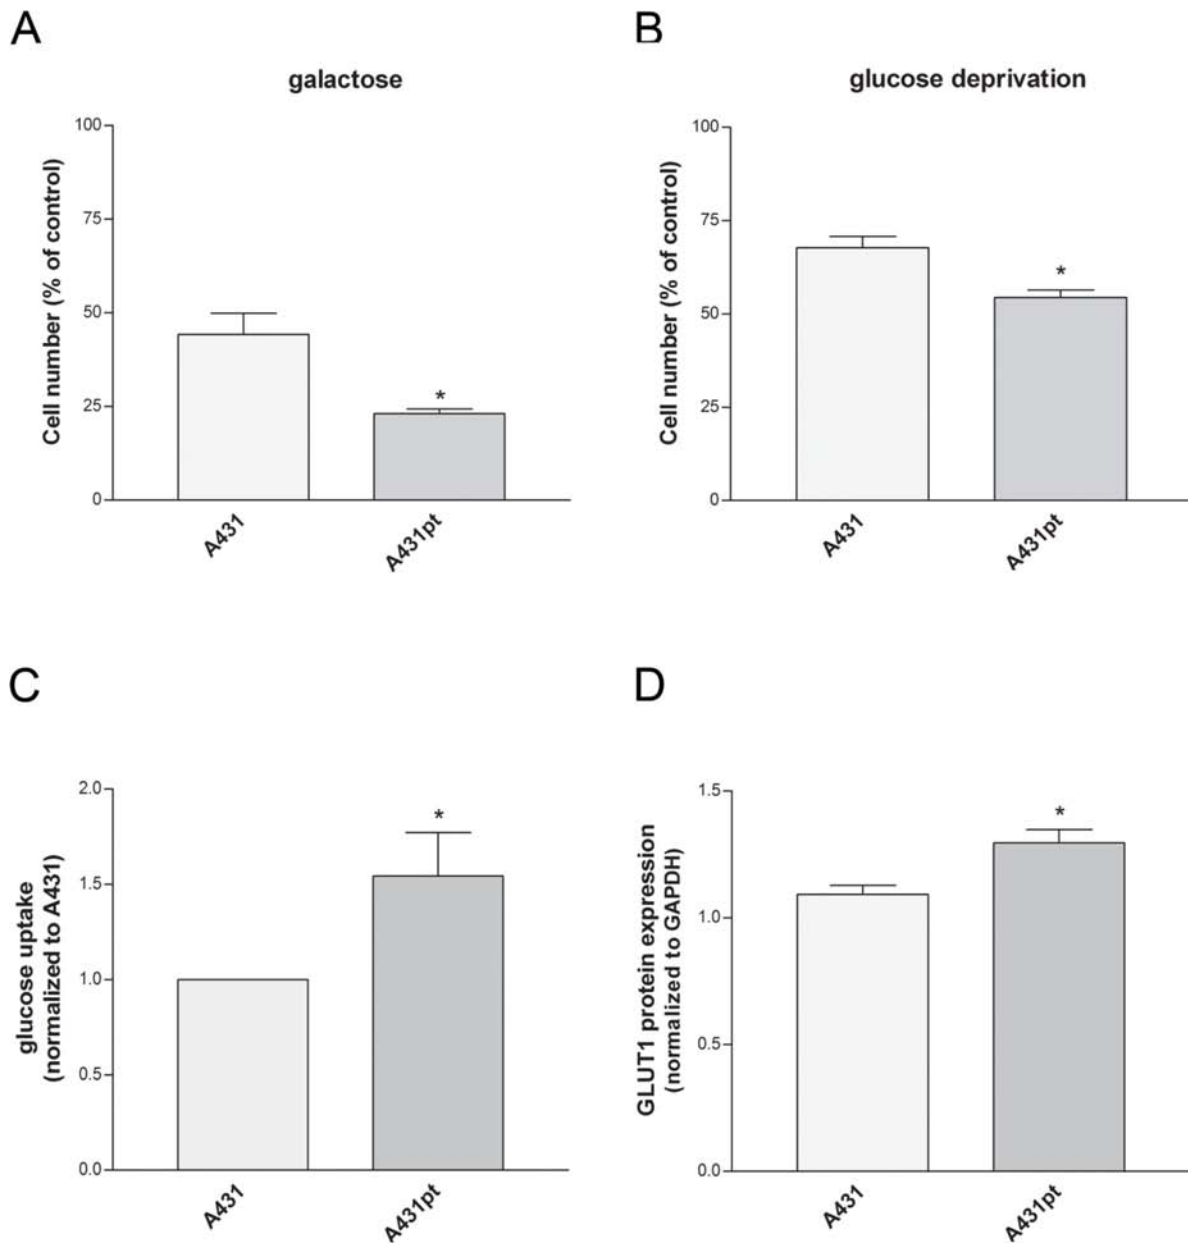 A
galactose
Cell number (% of control)
100
75
50
25
0
*
A431
A431pt
B
glucose deprivation
Cell number (% of control)
100
75
50
25
0
*
A431
A431pt
C
glucose uptake
(normalized to A431)
2.0
1.5
1.0
0.5
0.0
*
A431
A431pt
D
GLUT1 protein expression
(normalized to GAPDH)
1.5
1.0
0.5
0.0
*
A431
A431pt